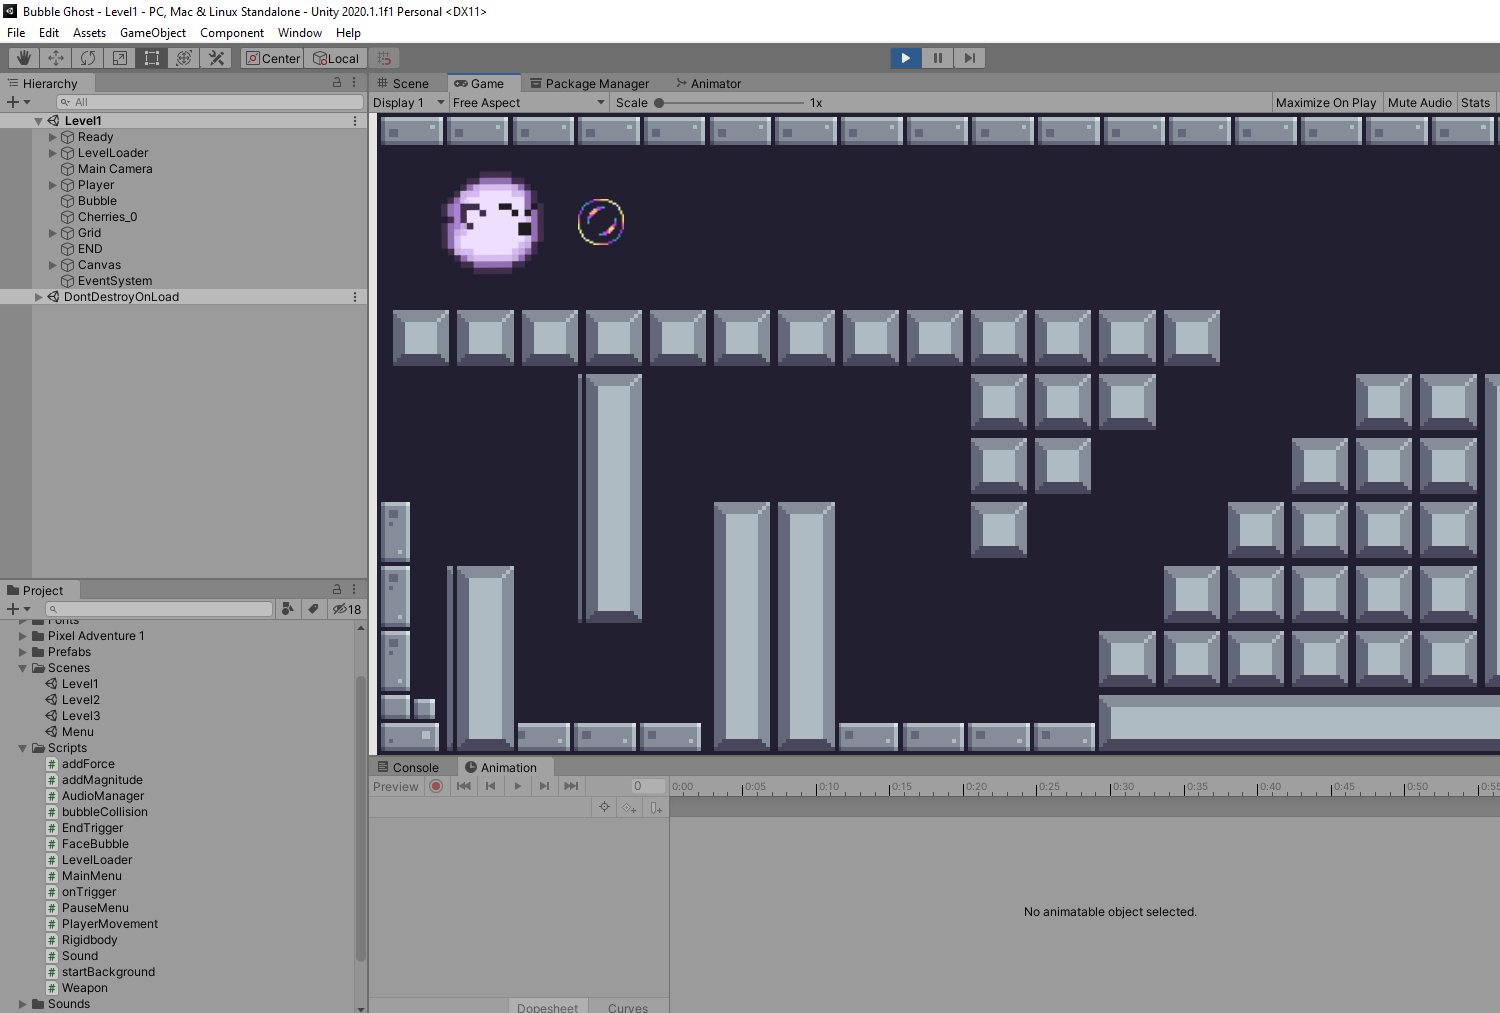 Bubble Ghost - Level1 - PC, Mac & Linux Standalone - Unity 2020.1.1f1 Personal <DX11>
File Edit Assets GameObject Component Window Help
Center Local
Hierarchy
All
Level1
Ready
LevelLoader
Main Camera
Player
Bubble
Cherries_0
Grid
END
Canvas
EventSystem
DontDestroyOnLoad
Scene Game Package Manager Animator
Display 1 Free Aspect Scale 1x Maximize On Play Mute Audio Stats
Project
18
Fonts
Pixel Adventure 1
Prefabs
Scenes
Level1
Level2
Level3
Menu
Scripts
addForce
addMagnitude
AudioManager
bubbleCollision
EndTrigger
FaceBubble
LevelLoader
MainMenu
onTrigger
PauseMenu
PlayerMovement
Rigidbody
Sound
startBackground
Weapon
Sounds
Console Animation
Preview 0 0:00 0:05 0:10 0:15 0:20 0:25 0:30 0:35 0:40 0:45 0:50 0:55
No animatable object selected.
Dopesheet Curves